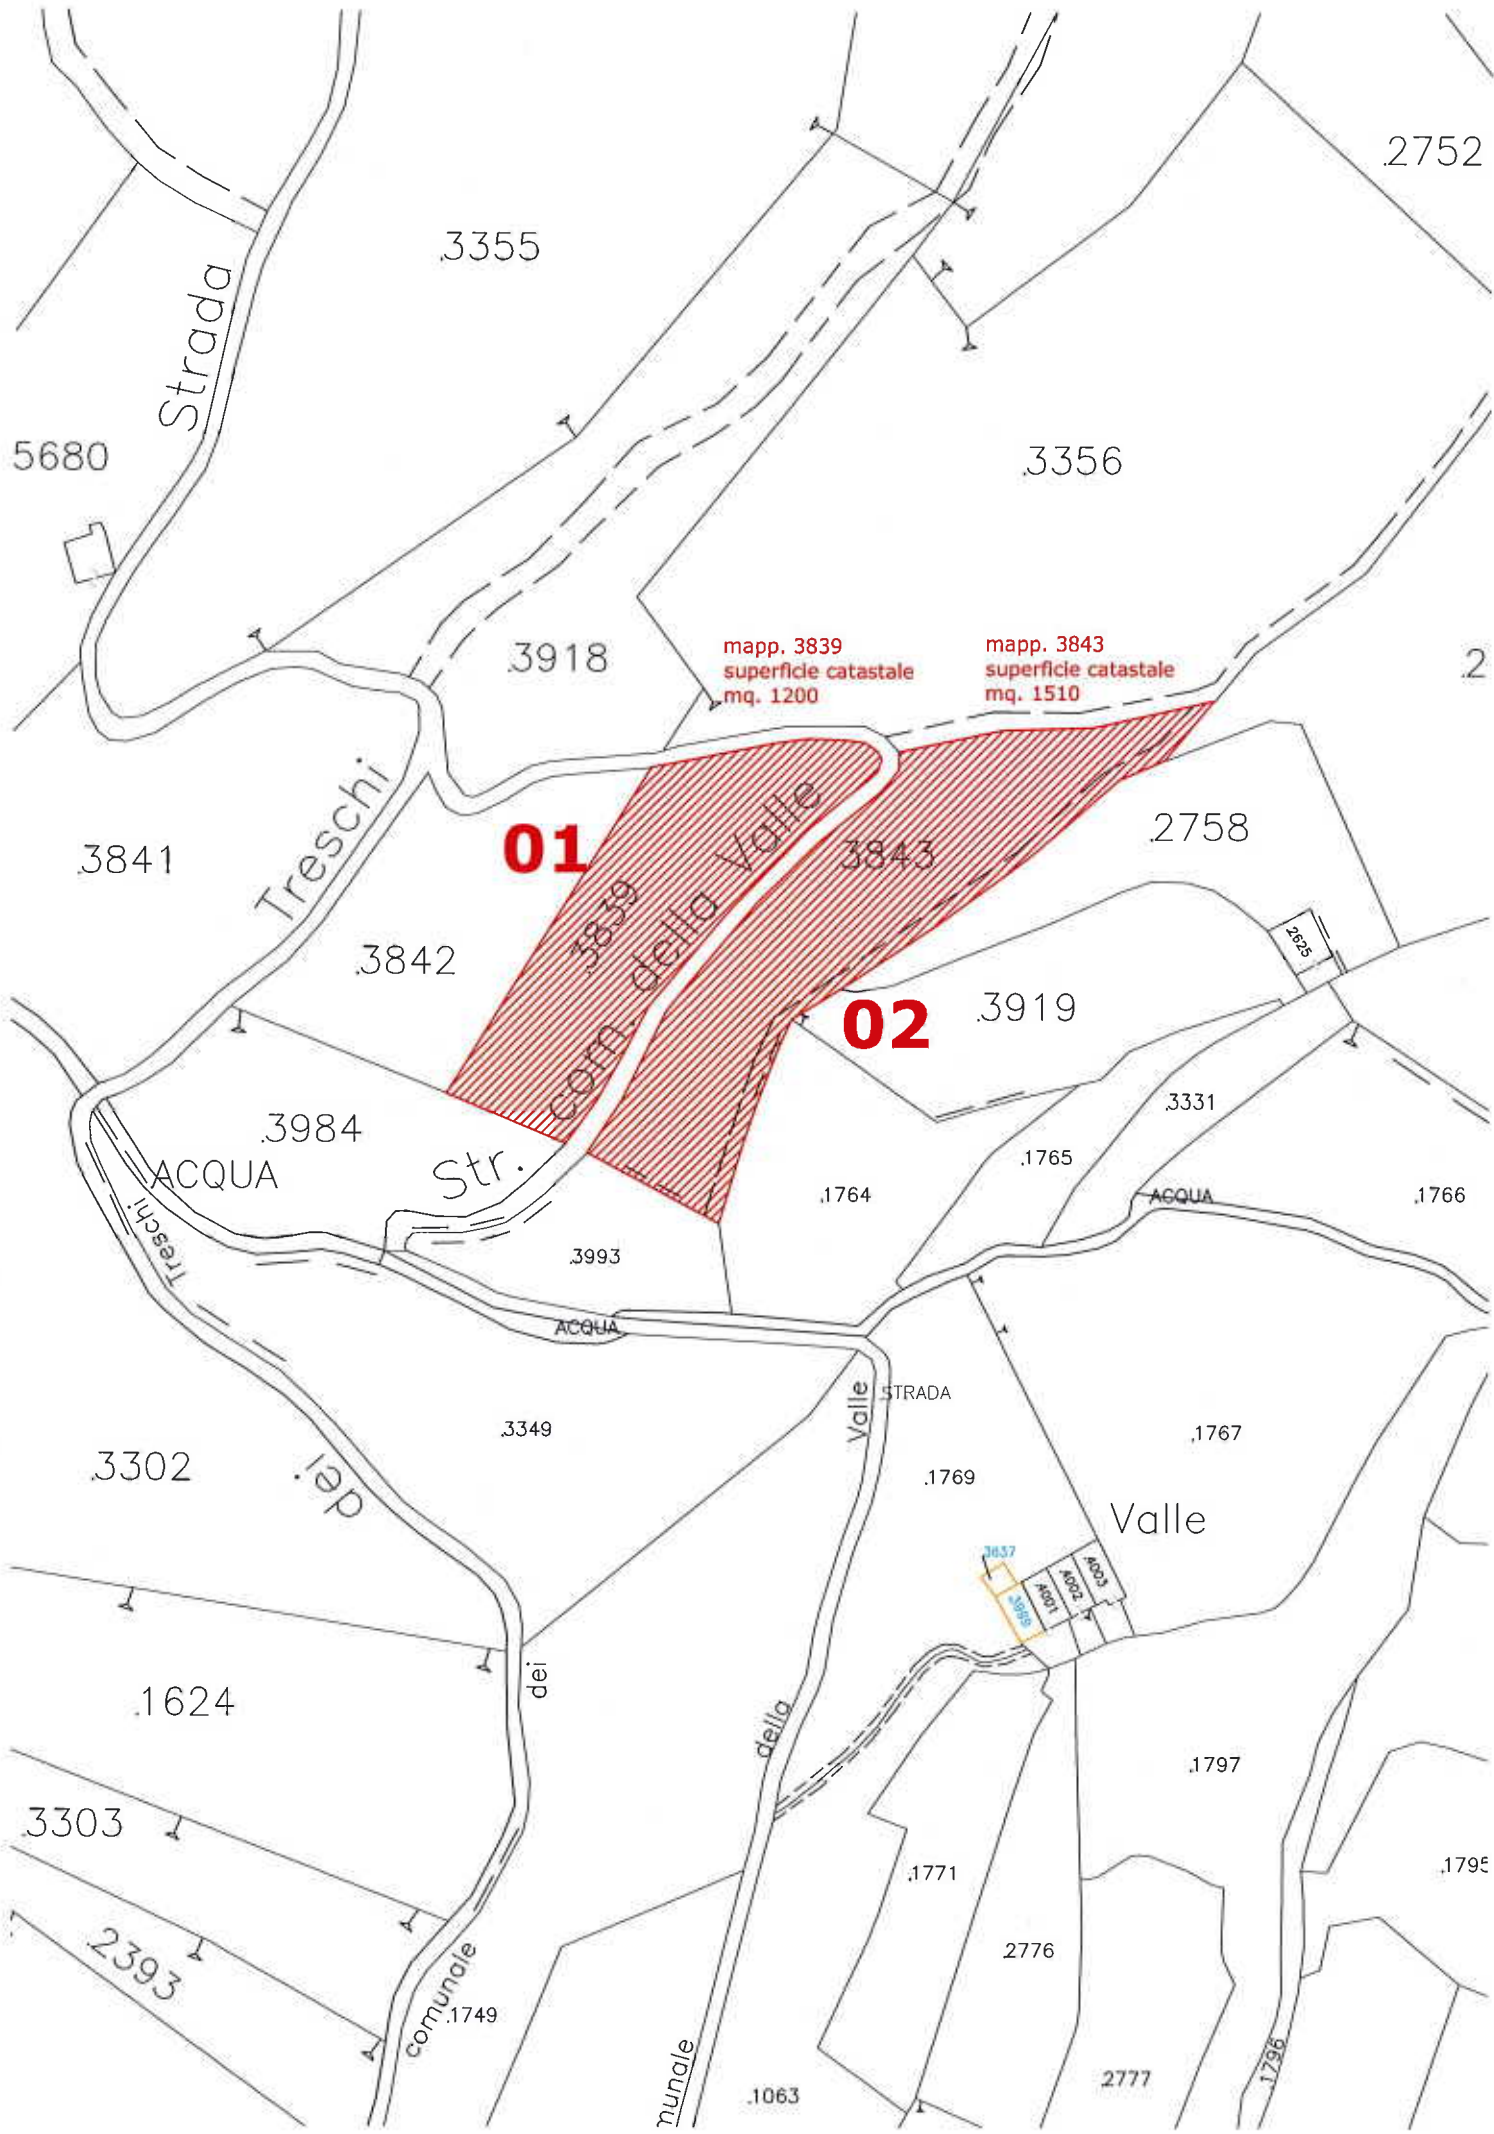 .2752
.3355
Strada
5680
.3356
.3918
mapp. 3839
superficie catastale
mq. 1200
mapp. 3843
superficie catastale
mq. 1510
.2
Treschi
01
.3841
.3842
.3839
Str. com. della Valle
.3843
.2758
2625
02
.3919
.3984
ACQUA
Treschi
.3331
.1765
.1764
ACQUA
.1766
.3993
ACQUA
Valle
STRADA
.3349
.1767
.3302
dei
.1769
Valle
3637
3999
A001
A002
A003
dei
.1624
della
.1797
.3303
.1771
.1795
.2393
.2776
comunale
.1749
munale
.1063
2777
.1796